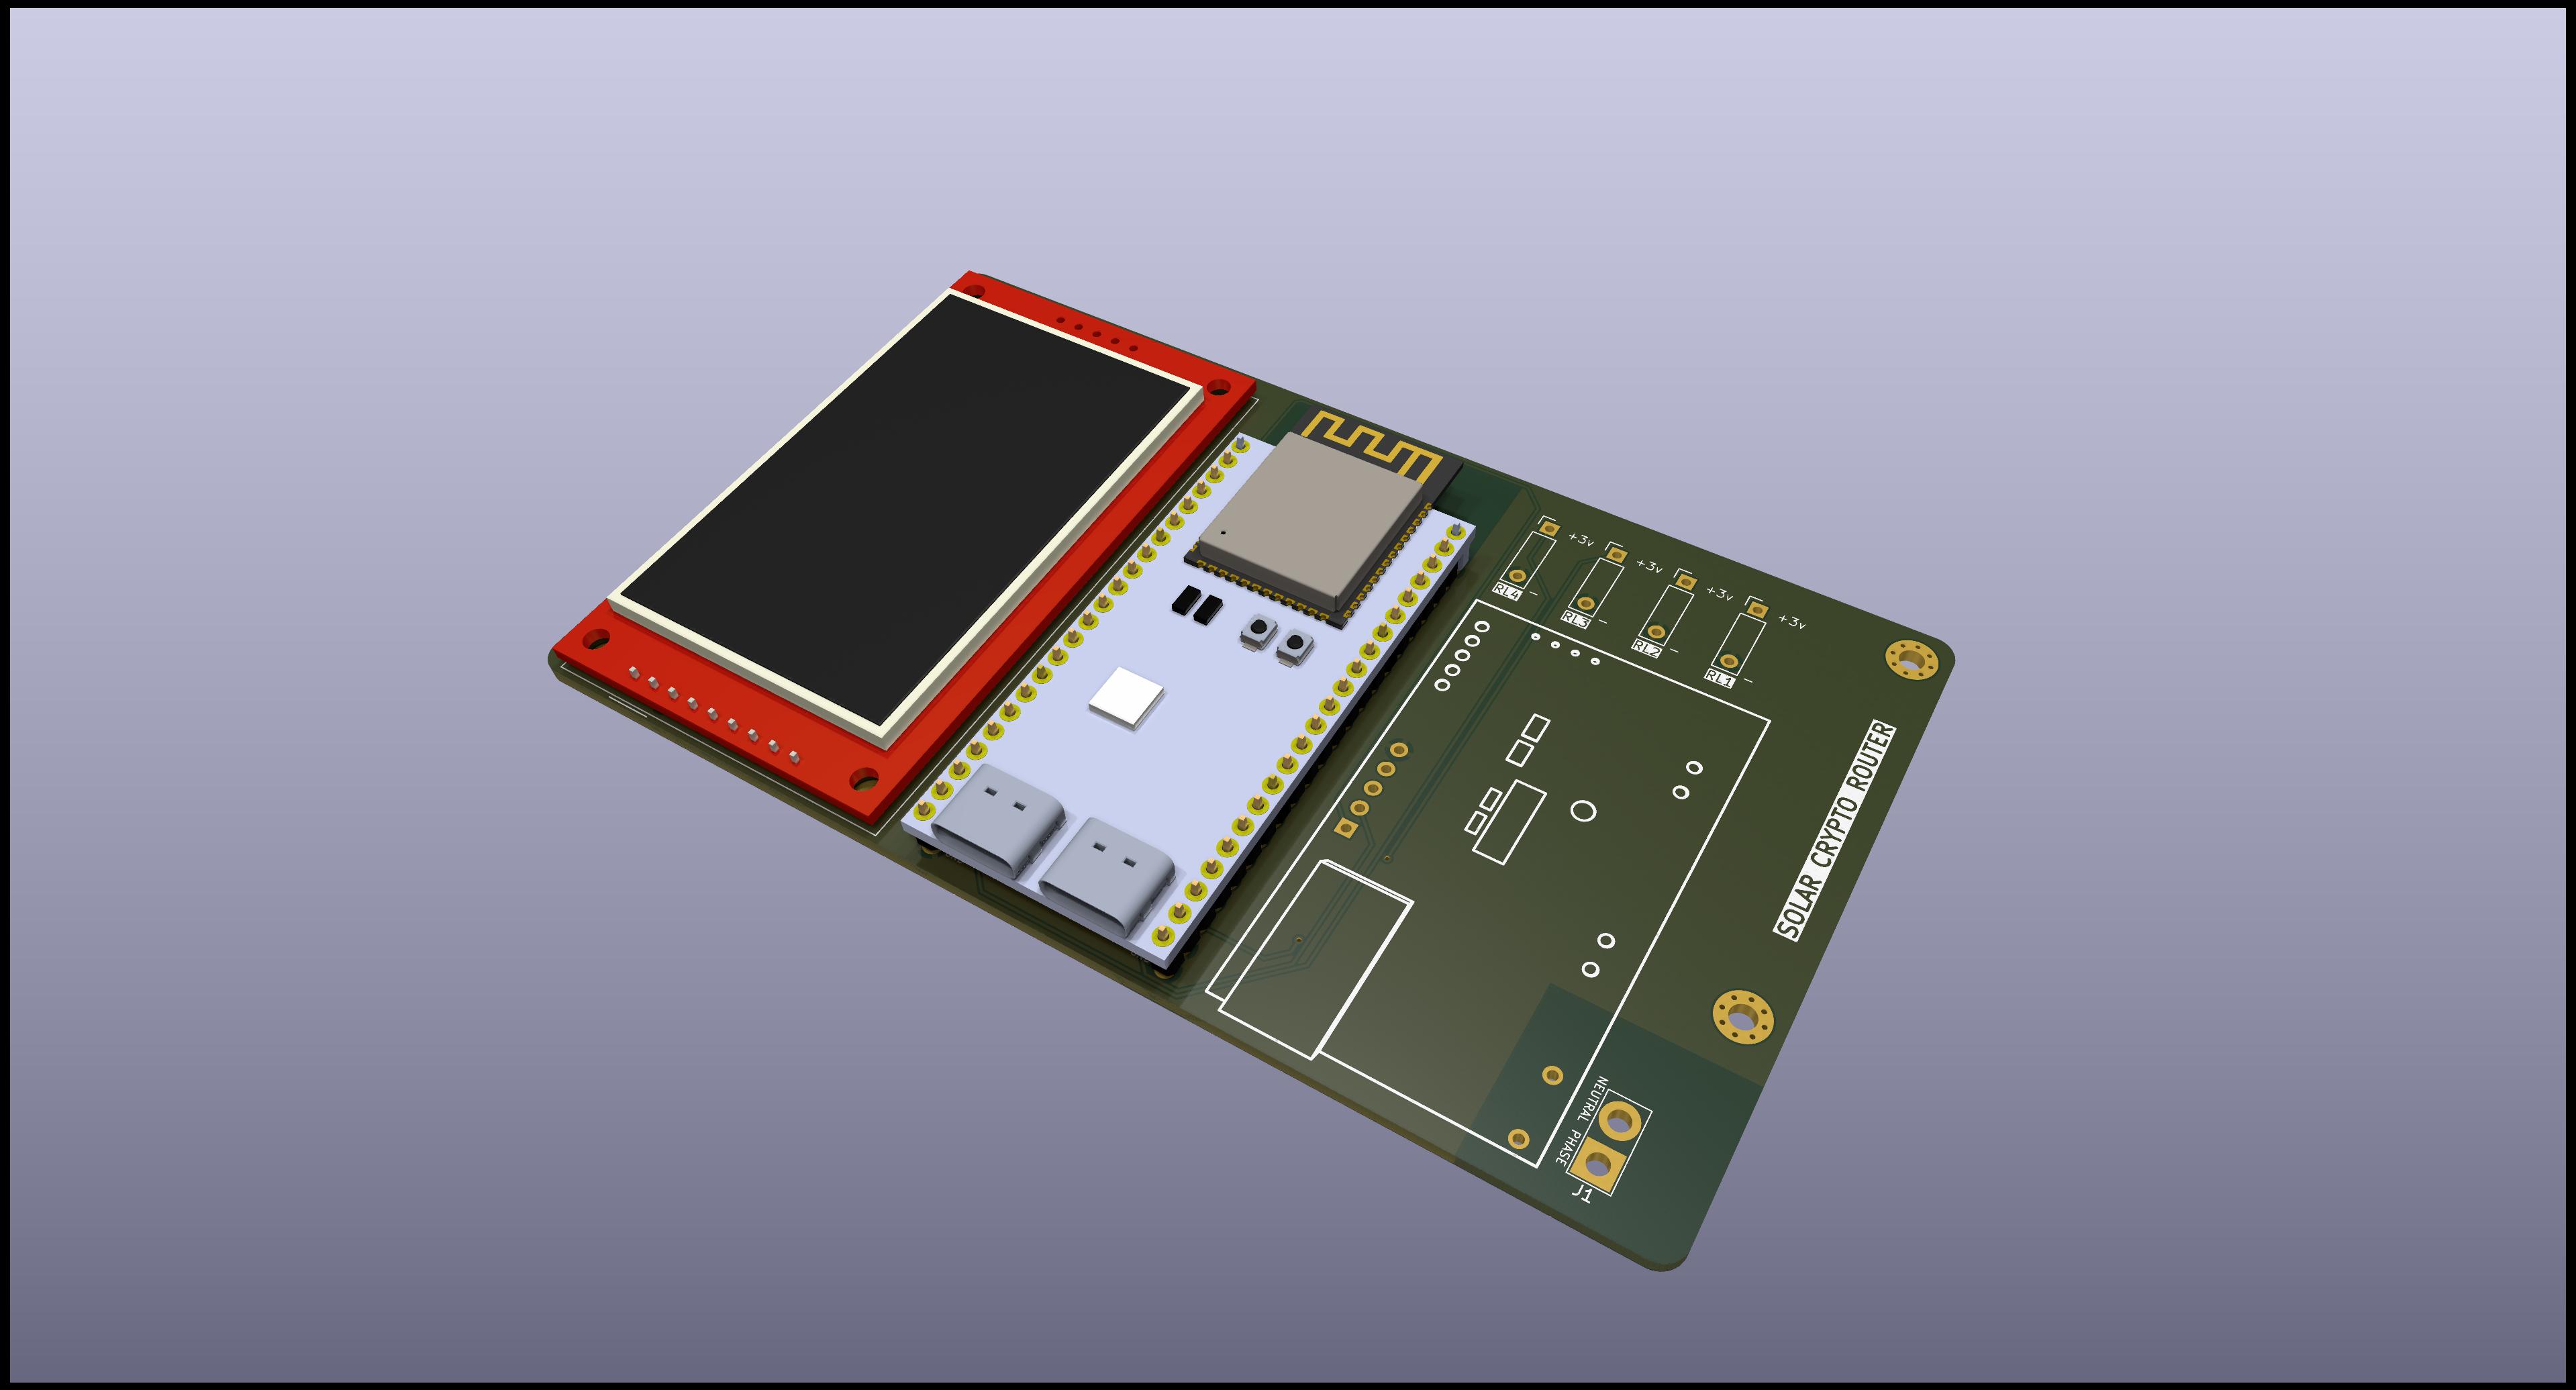 +3v
+3v
+3v
+3v
RL4 -
RL3 -
RL2 -
RL1 -
SOLAR CRYPTO ROUTER
NEUTRAL PHASE
J1